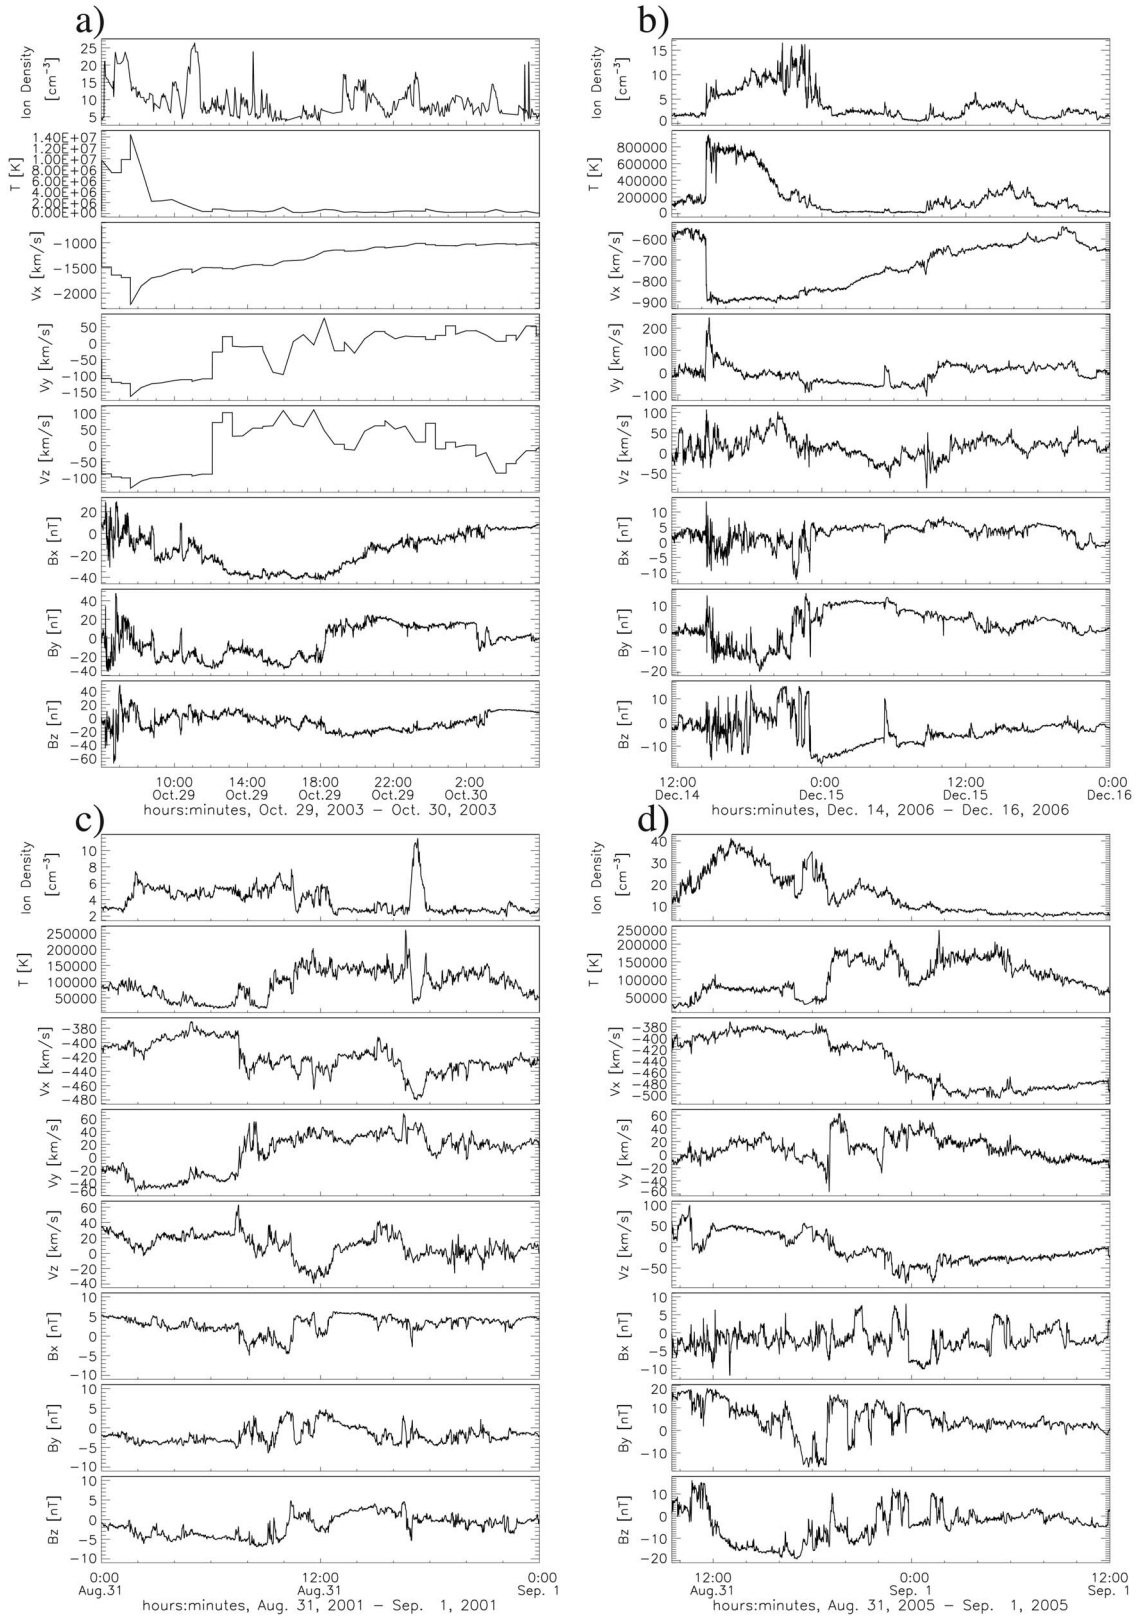 a)
Ion Density
[cm⁻³]
25
20
15
10
5
T [K]
1.40E+07
1.20E+07
1.00E+07
8.00E+06
6.00E+06
4.00E+06
2.00E+06
0.00E+00
Vx [km/s]
−1000
−1500
−2000
Vy [km/s]
50
0
−50
−100
−150
Vz [km/s]
100
50
0
−50
−100
Bx [nT]
20
0
−20
−40
By [nT]
40
20
0
−20
−40
Bz [nT]
40
20
0
−20
−40
−60
10:00 14:00 18:00 22:00 2:00
Oct.29 Oct.29 Oct.29 Oct.29 Oct.30
hours:minutes, Oct. 29, 2003 − Oct. 30, 2003
b)
Ion Density
[cm⁻³]
15
10
5
0
T [K]
800000
600000
400000
200000
0
Vx [km/s]
−600
−700
−800
−900
Vy [km/s]
200
100
0
−100
Vz [km/s]
100
50
0
−50
Bx [nT]
10
5
0
−5
−10
By [nT]
10
0
−10
−20
Bz [nT]
10
0
−10
12:00 0:00 12:00 0:00
Dec.14 Dec.15 Dec.15 Dec.16
hours:minutes, Dec. 14, 2006 − Dec. 16, 2006
c)
Ion Density
[cm⁻³]
10
8
6
4
2
T [K]
250000
200000
150000
100000
50000
Vx [km/s]
−380
−400
−420
−440
−460
−480
Vy [km/s]
60
40
20
0
−20
−40
−60
Vz [km/s]
60
40
20
0
−20
−40
Bx [nT]
10
5
0
−5
−10
By [nT]
10
5
0
−5
−10
Bz [nT]
10
5
0
−5
−10
0:00 12:00 0:00
Aug.31 Aug.31 Sep. 1
hours:minutes, Aug. 31, 2001 − Sep. 1, 2001
d)
Ion Density
[cm⁻³]
40
30
20
10
T [K]
250000
200000
150000
100000
50000
Vx [km/s]
−380
−400
−420
−440
−460
−480
−500
Vy [km/s]
60
40
20
0
−20
−40
−60
Vz [km/s]
100
50
0
−50
Bx [nT]
10
5
0
−5
−10
By [nT]
20
10
0
−10
Bz [nT]
10
0
−10
−20
12:00 0:00 12:00
Aug.31 Sep. 1 Sep. 1
hours:minutes, Aug. 31, 2005 − Sep. 1, 2005